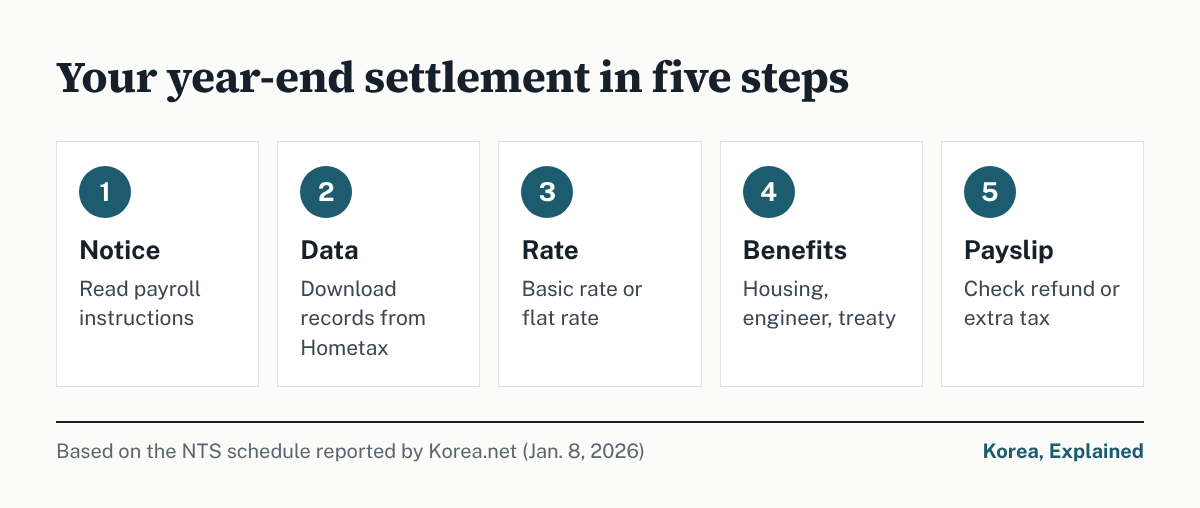 Your year-end settlement in five steps
1
Notice
Read payroll
instructions
2
Data
Download
records from
Hometax
3
Rate
Basic rate or
flat rate
4
Benefits
Housing,
engineer, treaty
5
Payslip
Check refund or
extra tax
Based on the NTS schedule reported by Korea.net (Jan. 8, 2026)
Korea, Explained